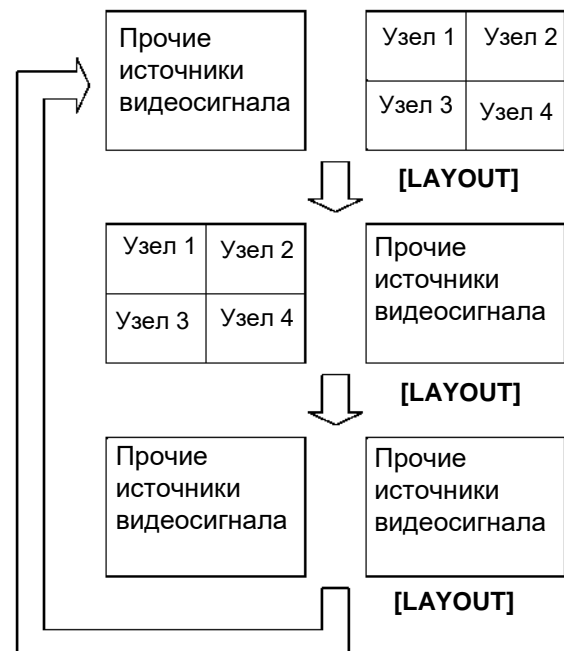 Прочие
источники
видеосигнала
Узел 1 Узел 2
Узел 3 Узел 4
[LAYOUT]
Узел 1 Узел 2
Узел 3 Узел 4
Прочие
источники
видеосигнала
[LAYOUT]
Прочие
источники
видеосигнала
Прочие
источники
видеосигнала
[LAYOUT]